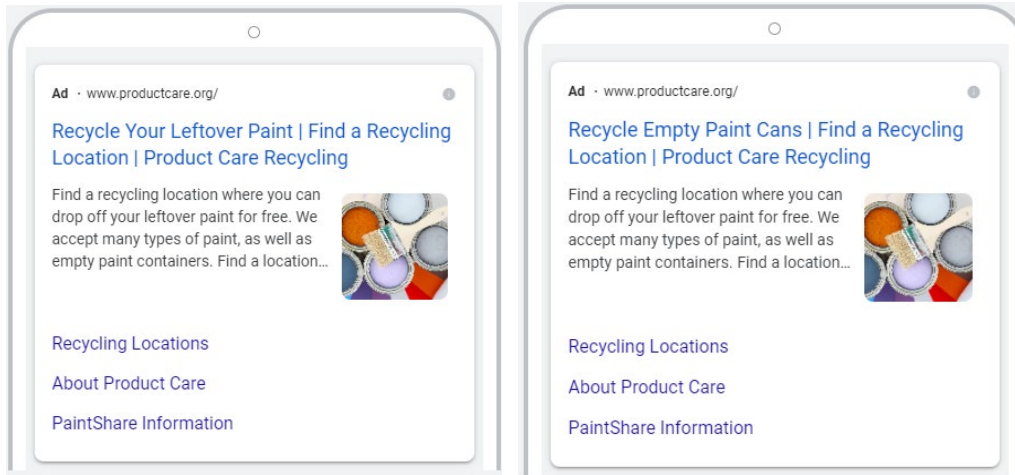 Ad · www.productcare.org/
Recycle Your Leftover Paint | Find a Recycling
Location | Product Care Recycling
Find a recycling location where you can
drop off your leftover paint for free. We
accept many types of paint, as well as
empty paint containers. Find a location...
Recycling Locations
About Product Care
PaintShare Information
Ad · www.productcare.org/
Recycle Empty Paint Cans | Find a Recycling
Location | Product Care Recycling
Find a recycling location where you can
drop off your leftover paint for free. We
accept many types of paint, as well as
empty paint containers. Find a location...
Recycling Locations
About Product Care
PaintShare Information